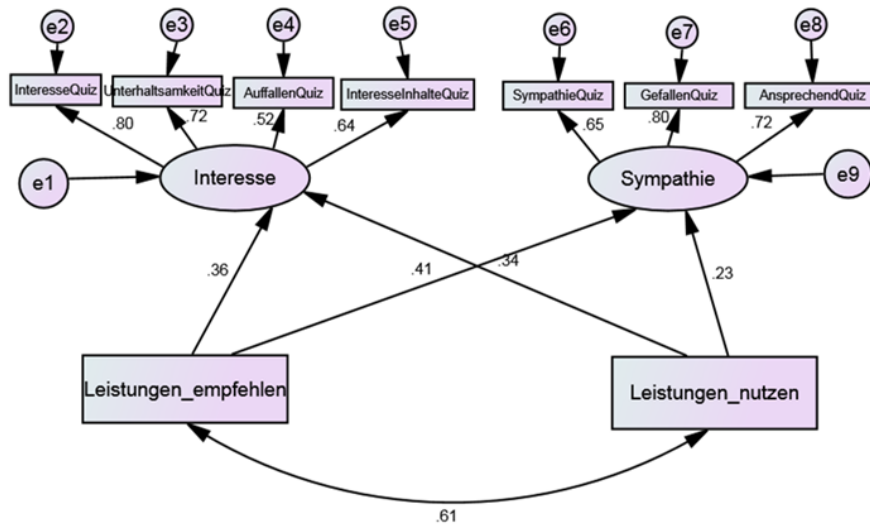 e2
e3
e4
e5
e6
e7
e8
InteresseQuiz
UnterhaltsamkeitQuiz
AuffallenQuiz
InteresseInhalteQuiz
SympathieQuiz
GefallenQuiz
AnsprechendQuiz
.80
.72
.52
.64
.65
.80
.72
e1
Interesse
Sympathie
e9
.36
.41
.34
.23
Leistungen_empfehlen
Leistungen_nutzen
.61